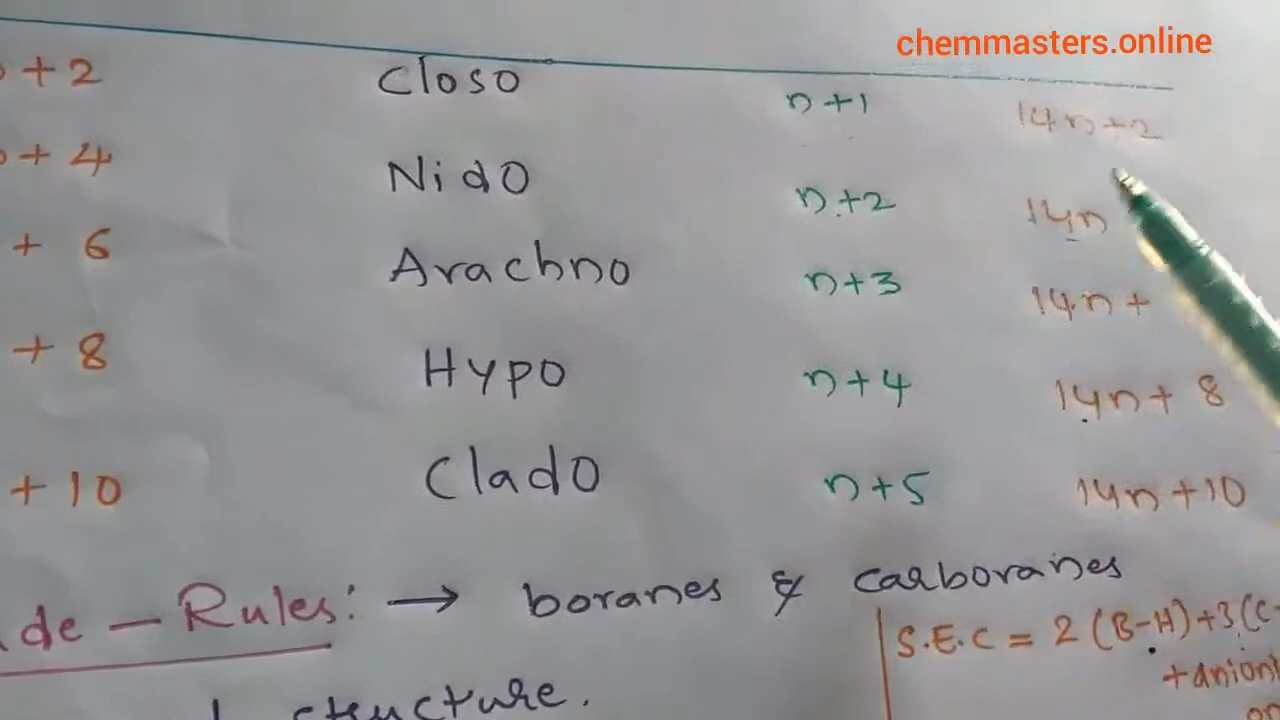 chemmasters.online
+2 Closo n+1 14n+2
+ 4 Nido n+2 14n
+ 6 Arachno n+3 14n+
+ 8 Hypo n+4 14n+ 8
+ 10 Clado n+5 14n+10
de – Rules: → boranes & carboranes
S.E.C = 2 (B-H)+3(C-
+anion
structure.